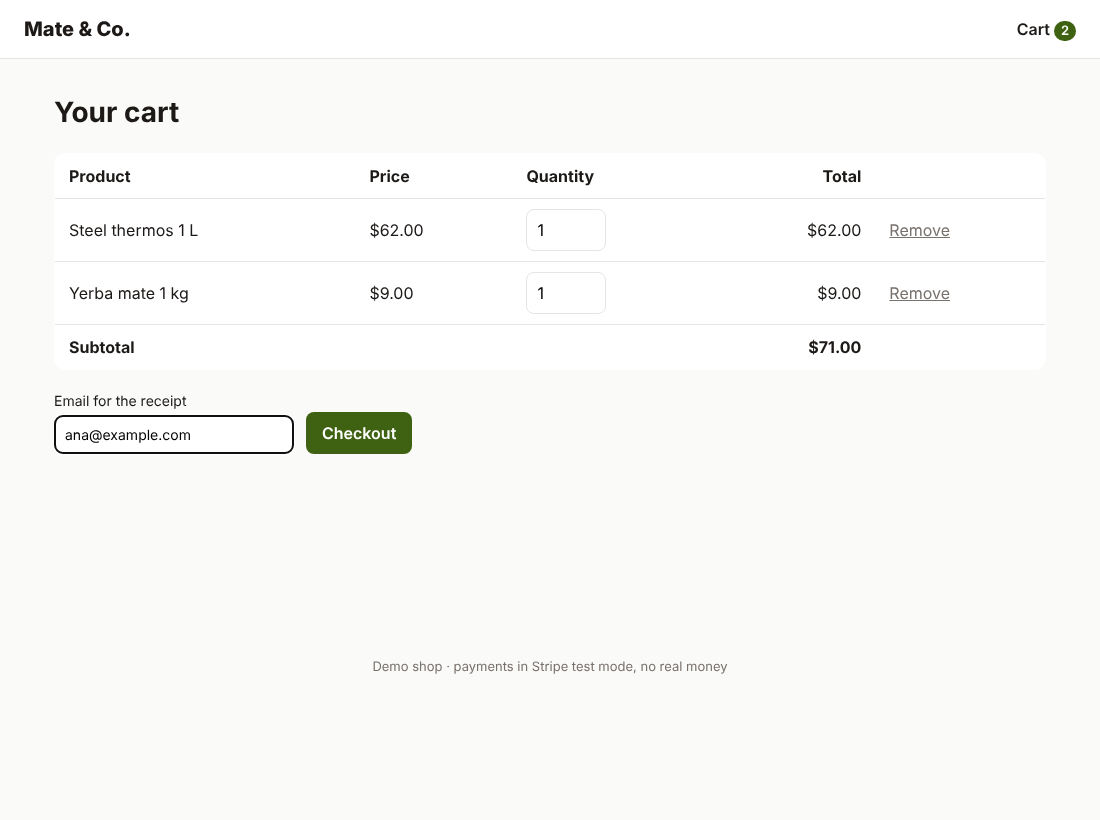 Mate & Co.
Cart 2
Your cart
Product Price Quantity Total
Steel thermos 1 L $62.00 1 $62.00 Remove
Yerba mate 1 kg $9.00 1 $9.00 Remove
Subtotal $71.00
Email for the receipt
ana@example.com Checkout
Demo shop · payments in Stripe test mode, no real money